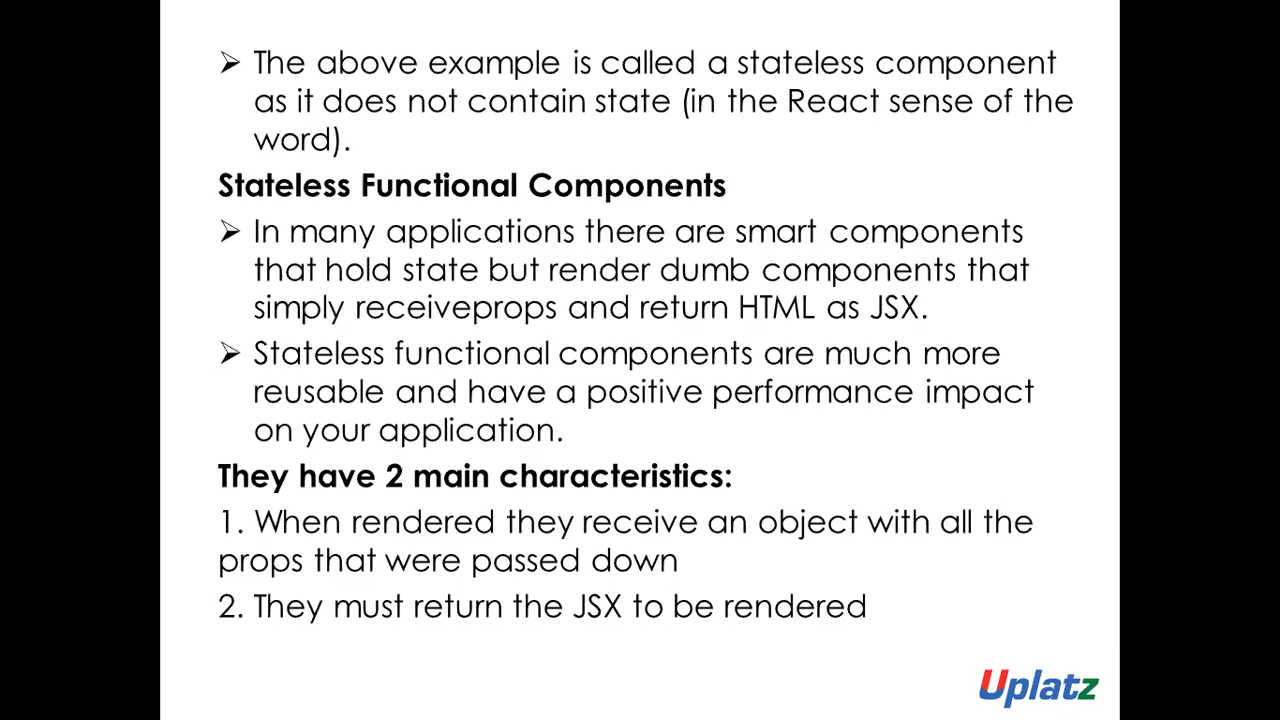 ➢ The above example is called a stateless component
as it does not contain state (in the React sense of the
word).
Stateless Functional Components
➢ In many applications there are smart components
that hold state but render dumb components that
simply receiveprops and return HTML as JSX.
➢ Stateless functional components are much more
reusable and have a positive performance impact
on your application.
They have 2 main characteristics:
1. When rendered they receive an object with all the
props that were passed down
2. They must return the JSX to be rendered
Uplatz